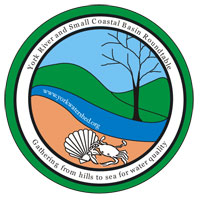 York River and Small Coastal Basin Roundtable
www.yorkwatershed.org
Gathering from hills to sea for water quality